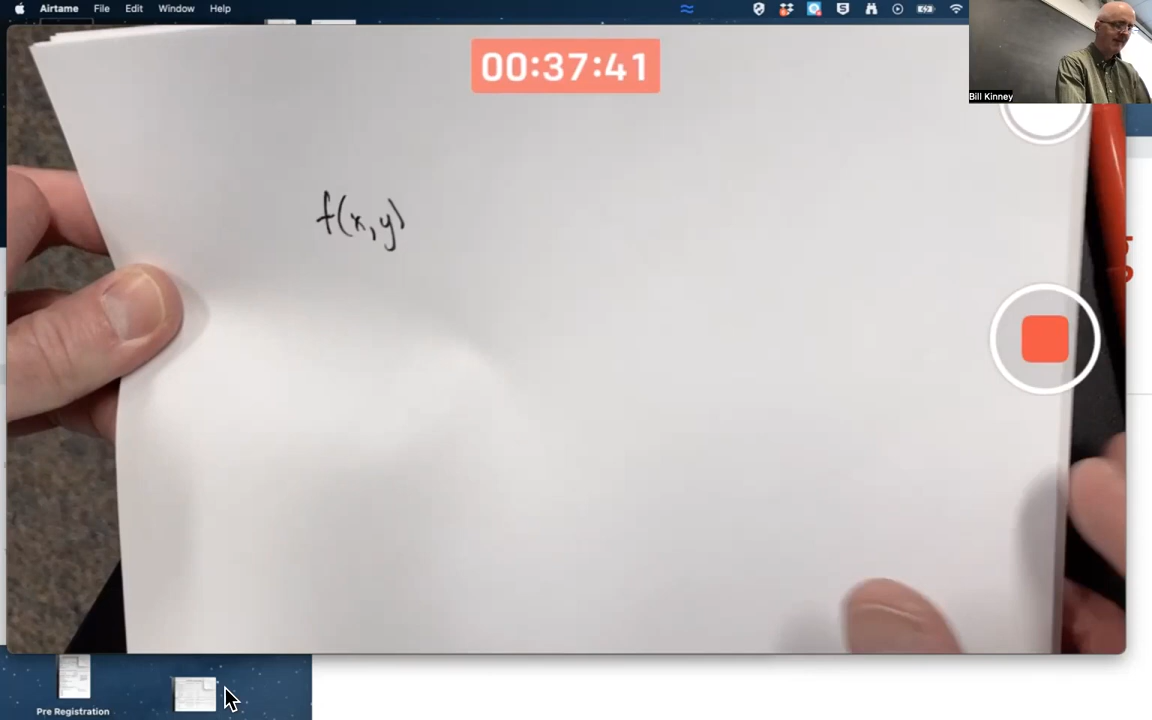 Airtame File Edit Window Help
00:37:41
Bill Kinney
f(x,y)
Pre Registration